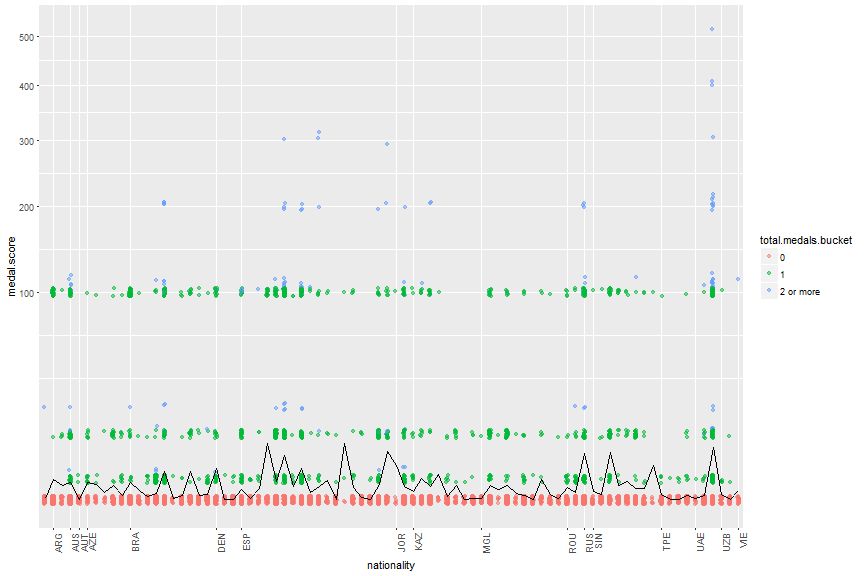 medal.score
500
400
300
200
100
ARG
AUS
AUT
AZE
BRA
DEN
ESP
JOR
KAZ
MGL
ROU
RUS
SIN
TPE
UAE
UZB
VIE
nationality
total.medals.bucket
0
1
2 or more